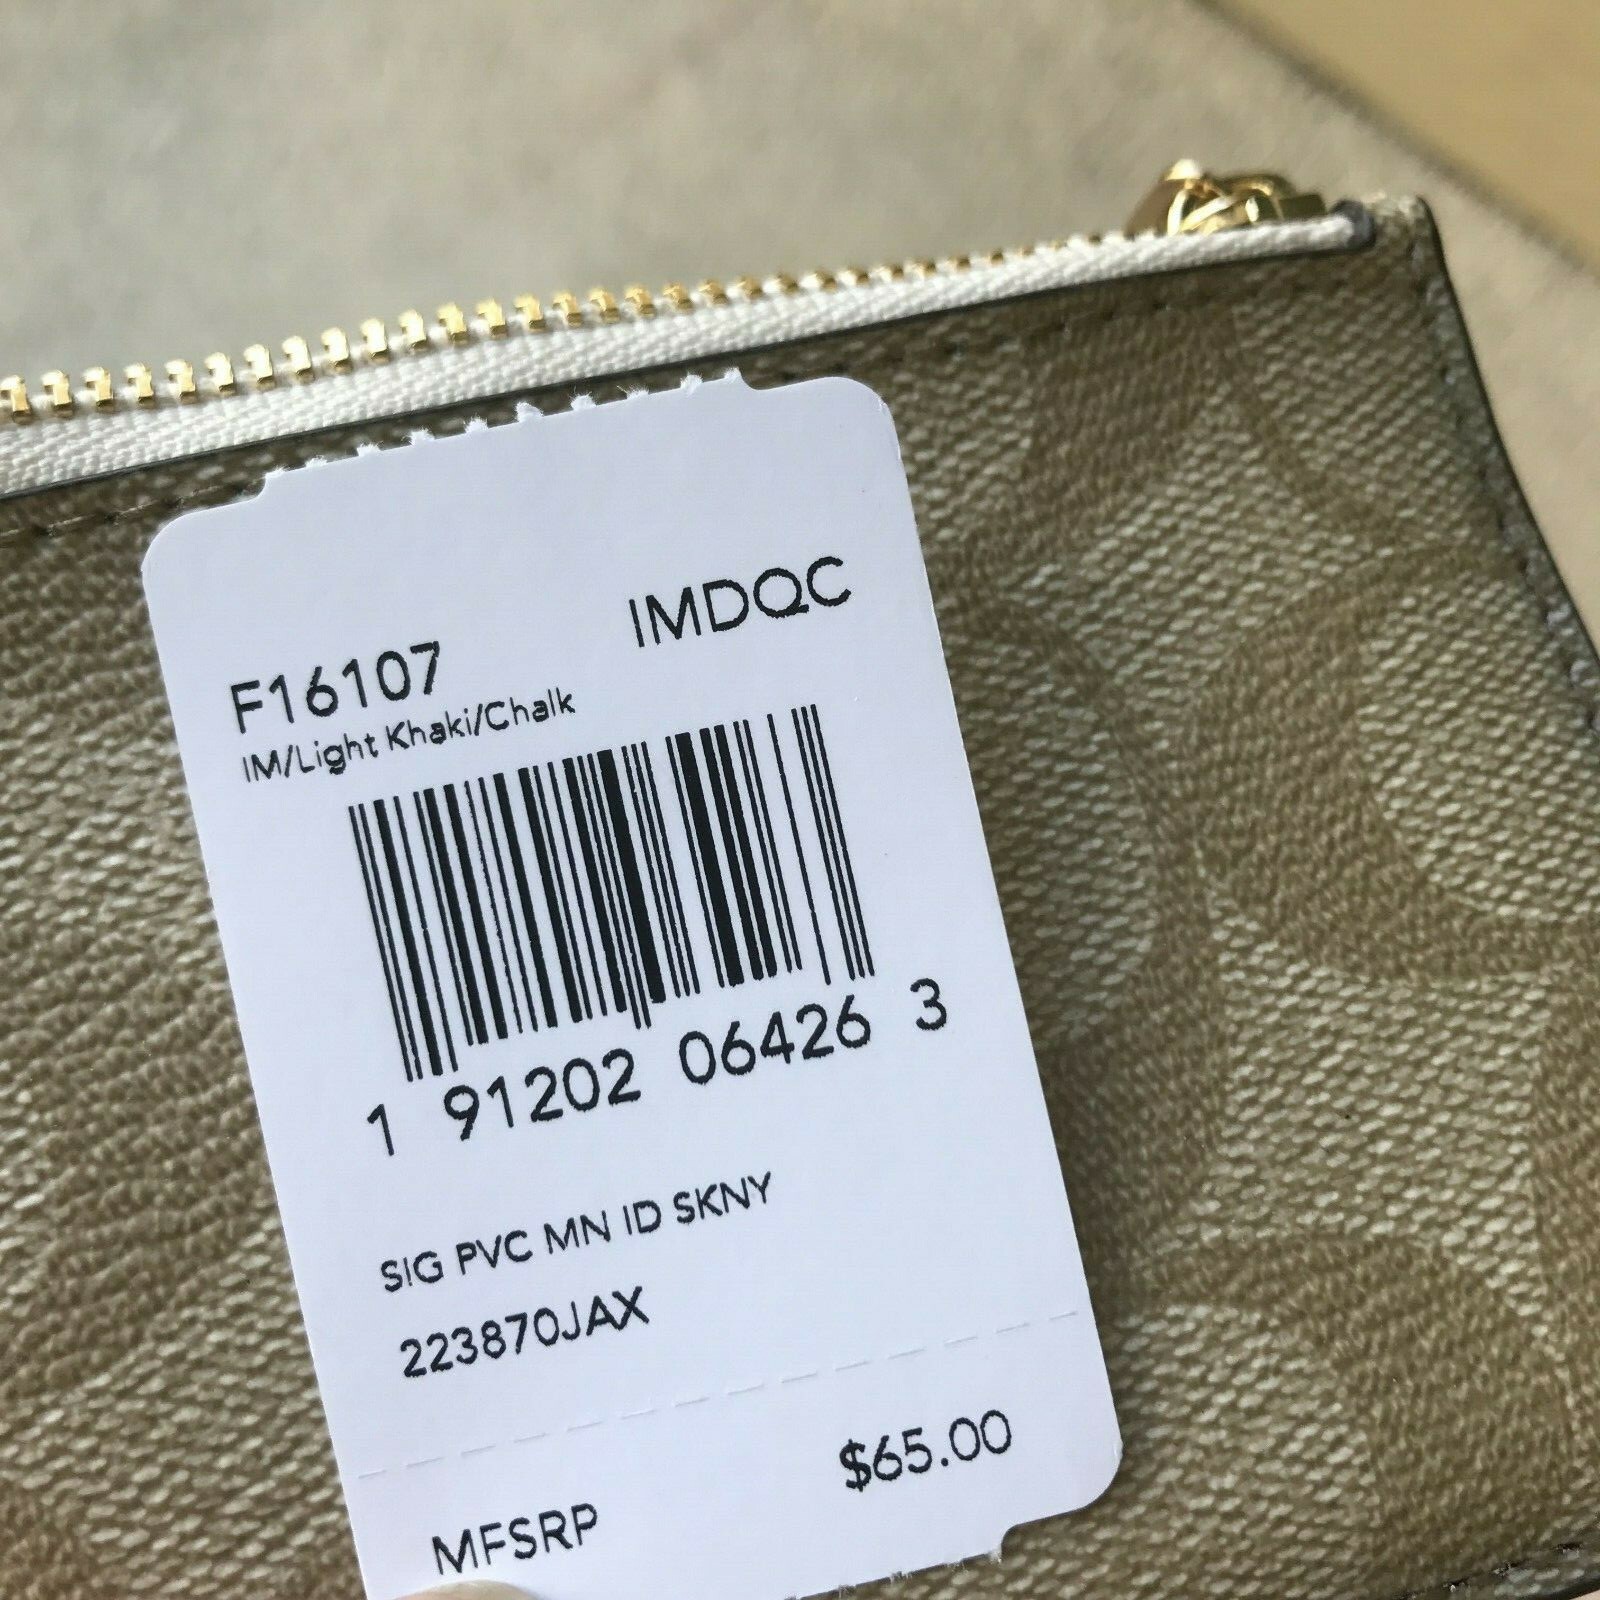 IMDQC
F16107
IM/Light Khaki/Chalk
1 91202 06426 3
SIG PVC MN ID SKNY
223870JAX
$65.00
MFSRP